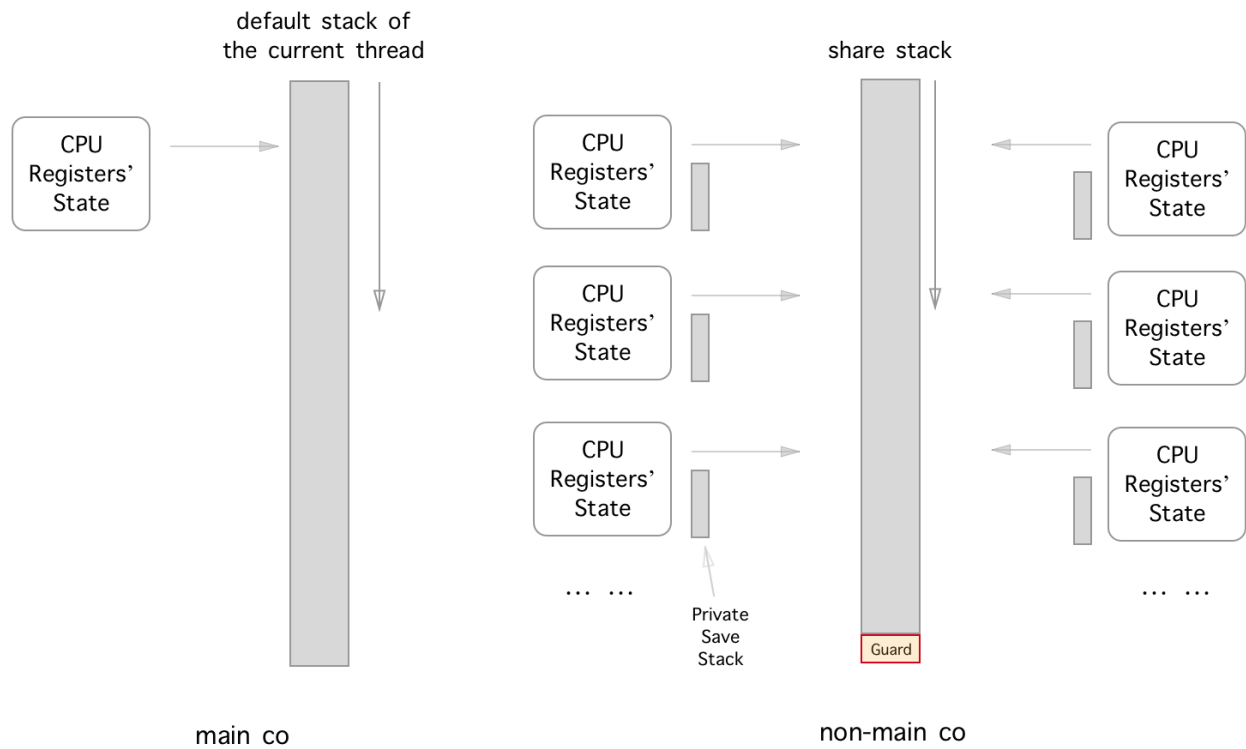 default stack of
the current thread
CPU
Registers’
State
main co
share stack
CPU
Registers’
State
CPU
Registers’
State
CPU
Registers’
State
... ...
Private
Save
Stack
Guard
CPU
Registers’
State
CPU
Registers’
State
CPU
Registers’
State
... ...
non-main co